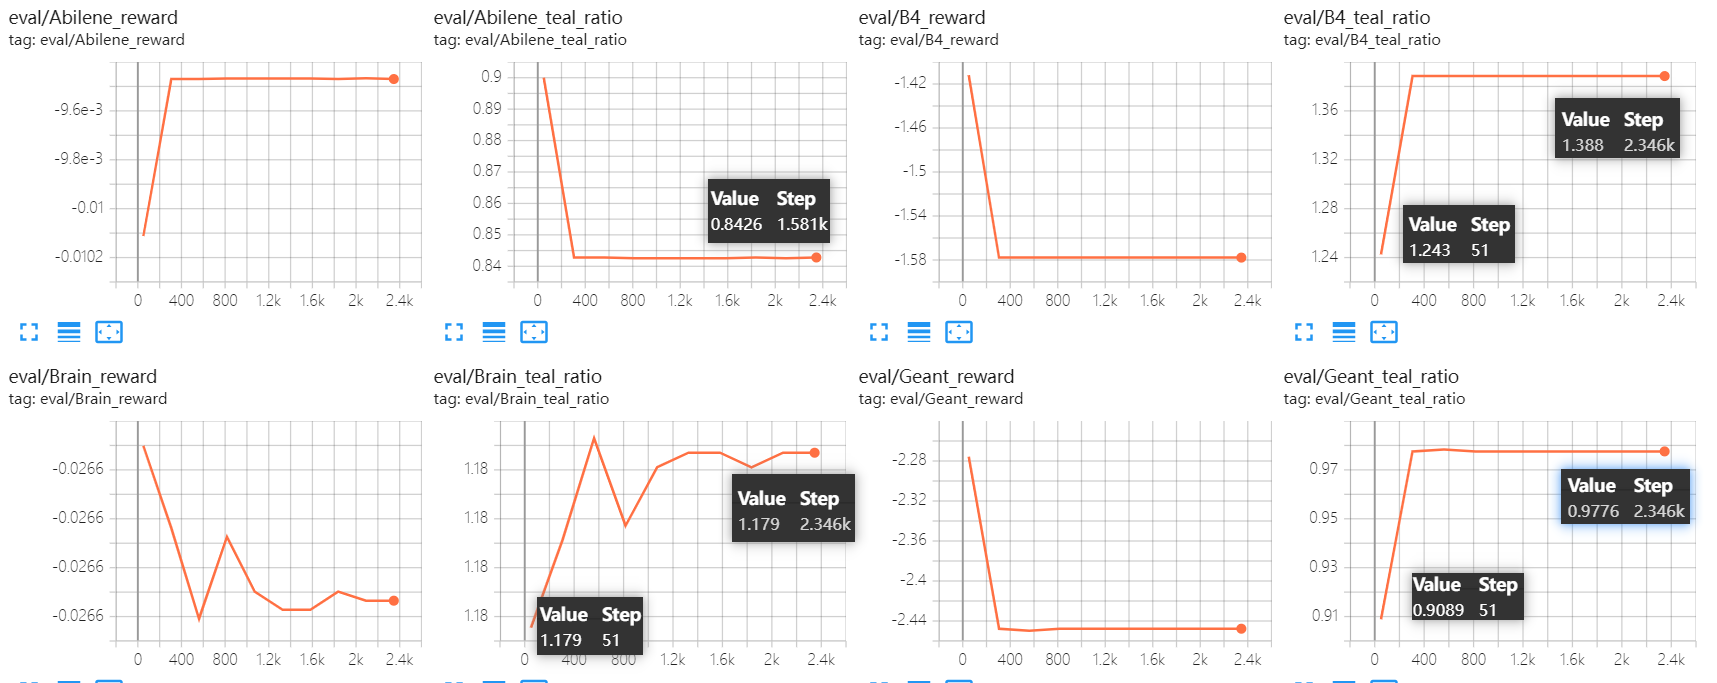 eval/Abilene_reward
tag: eval/Abilene_reward
-9.6e-3
-9.8e-3
-0.01
-0.0102
0 400 800 1.2k 1.6k 2k 2.4k
eval/Abilene_teal_ratio
tag: eval/Abilene_teal_ratio
0.9
0.89
0.88
0.87
0.86
0.85
0.84
Value Step
0.8426 1.581k
0 400 800 1.2k 1.6k 2k 2.4k
eval/B4_reward
tag: eval/B4_reward
-1.42
-1.46
-1.5
-1.54
-1.58
0 400 800 1.2k 1.6k 2k 2.4k
eval/B4_teal_ratio
tag: eval/B4_teal_ratio
1.36
1.32
1.28
1.24
Value Step
1.388 2.346k
Value Step
1.243 51
0 400 800 1.2k 1.6k 2k 2.4k
eval/Brain_reward
tag: eval/Brain_reward
-0.0266
-0.0266
-0.0266
-0.0266
0 400 800 1.2k 1.6k 2k 2.4k
eval/Brain_teal_ratio
tag: eval/Brain_teal_ratio
1.18
1.18
1.18
1.18
Value Step
1.179 2.346k
Value Step
1.179 51
0 400 800 1.2k 1.6k 2k 2.4k
eval/Geant_reward
tag: eval/Geant_reward
-2.28
-2.32
-2.36
-2.4
-2.44
0 400 800 1.2k 1.6k 2k 2.4k
eval/Geant_teal_ratio
tag: eval/Geant_teal_ratio
0.97
0.95
0.93
0.91
Value Step
0.9776 2.346k
Value Step
0.9089 51
0 400 800 1.2k 1.6k 2k 2.4k